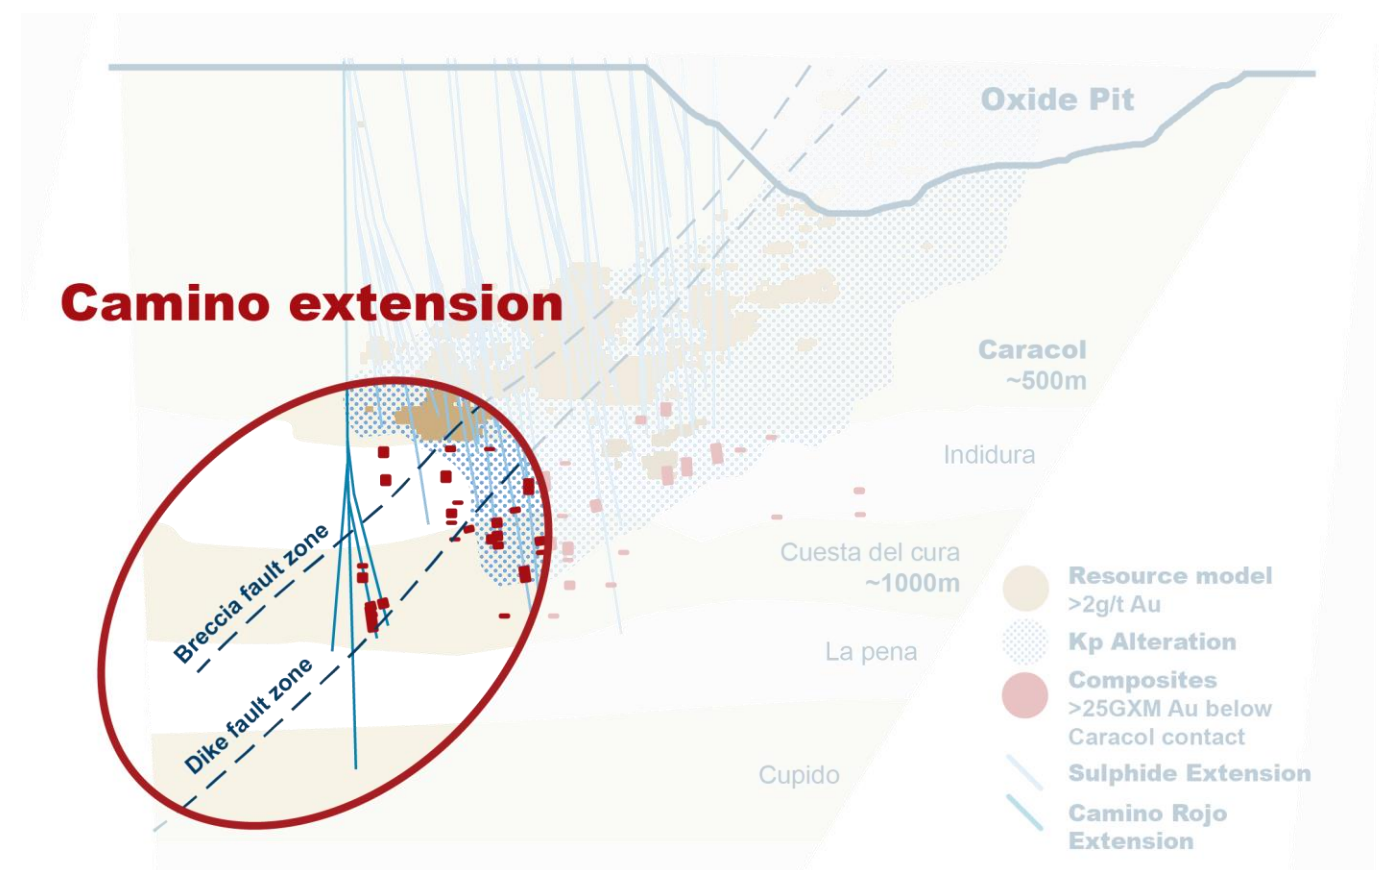 Oxide Pit
Camino extension
Caracol
~500m
Indidura
Breccia fault zone
Cuesta del cura
~1000m
La pena
Dike fault zone
Cupido
Resource model
>2g/t Au
Kp Alteration
Composites
>25GXM Au below
Caracol contact
Sulphide Extension
Camino Rojo
Extension